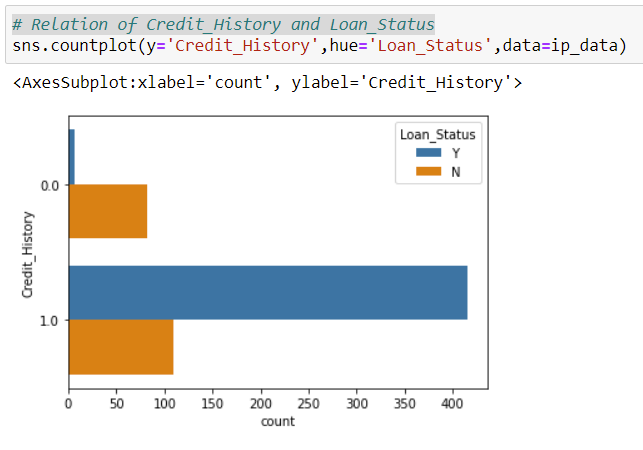 # Relation of Credit_History and Loan_Status
sns.countplot(y='Credit_History',hue='Loan_Status',data=ip_data)
<AxesSubplot:xlabel='count', ylabel='Credit_History'>
Loan_Status
Y
N
0.0
Credit_History
1.0
0 50 100 150 200 250 300 350 400
count